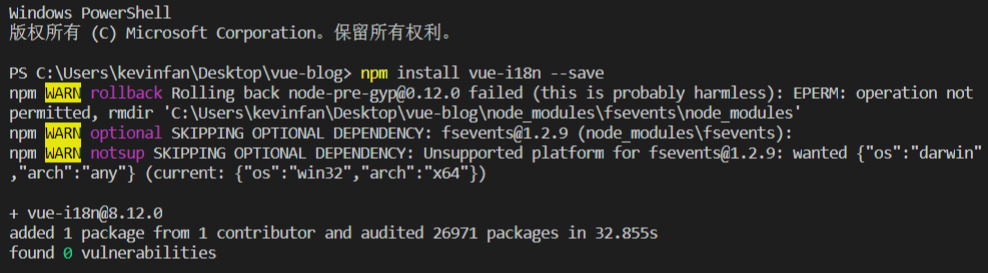 Windows PowerShell
版权所有 (C) Microsoft Corporation。保留所有权利。
PS C:\Users\kevinfan\Desktop\vue-blog> npm install vue-i18n --save
npm WARN rollback Rolling back node-pre-gyp@0.12.0 failed (this is probably harmless): EPERM: operation not
permitted, rmdir 'C:\Users\kevinfan\Desktop\vue-blog\node_modules\fsevents\node_modules'
npm WARN optional SKIPPING OPTIONAL DEPENDENCY: fsevents@1.2.9 (node_modules\fsevents):
npm WARN notsup SKIPPING OPTIONAL DEPENDENCY: Unsupported platform for fsevents@1.2.9: wanted {"os":"darwin"
,"arch":"any"} (current: {"os":"win32","arch":"x64"})
+ vue-i18n@8.12.0
added 1 package from 1 contributor and audited 26971 packages in 32.855s
found 0 vulnerabilities